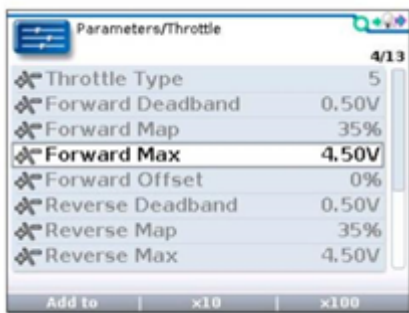 Parameters/Throttle
4/13
Throttle Type 5
Forward Deadband 0.50V
Forward Map 35%
Forward Max 4.50V
Forward Offset 0%
Reverse Deadband 0.50V
Reverse Map 35%
Reverse Max 4.50V
Add to | x10 | x100